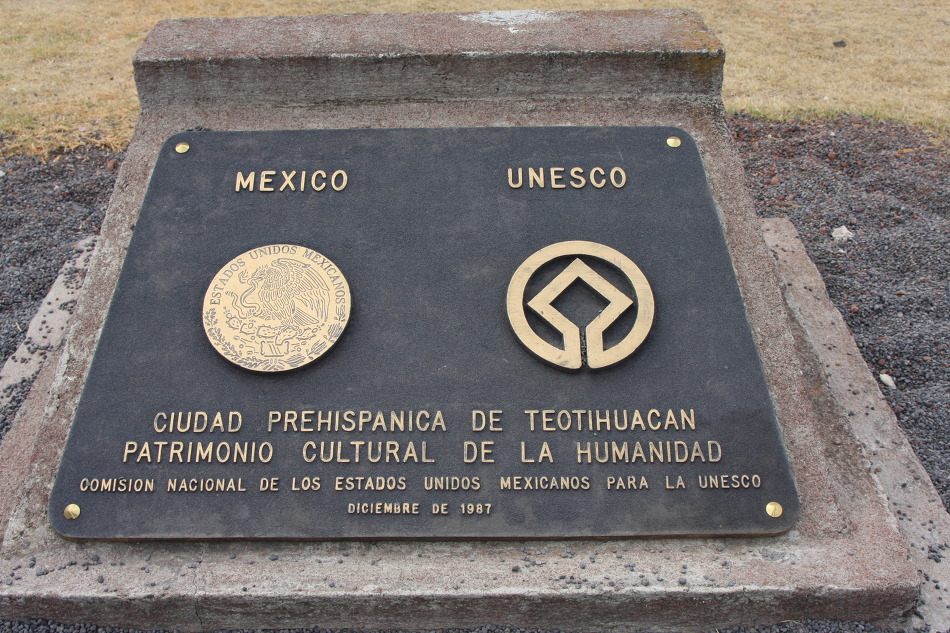 MEXICO
UNESCO
ESTADOS UNIDOS MEXICANOS
CIUDAD PREHISPANICA DE TEOTIHUACAN
PATRIMONIO CULTURAL DE LA HUMANIDAD
COMISION NACIONAL DE LOS ESTADOS UNIDOS MEXICANOS PARA LA UNESCO
DICIEMBRE DE 1987